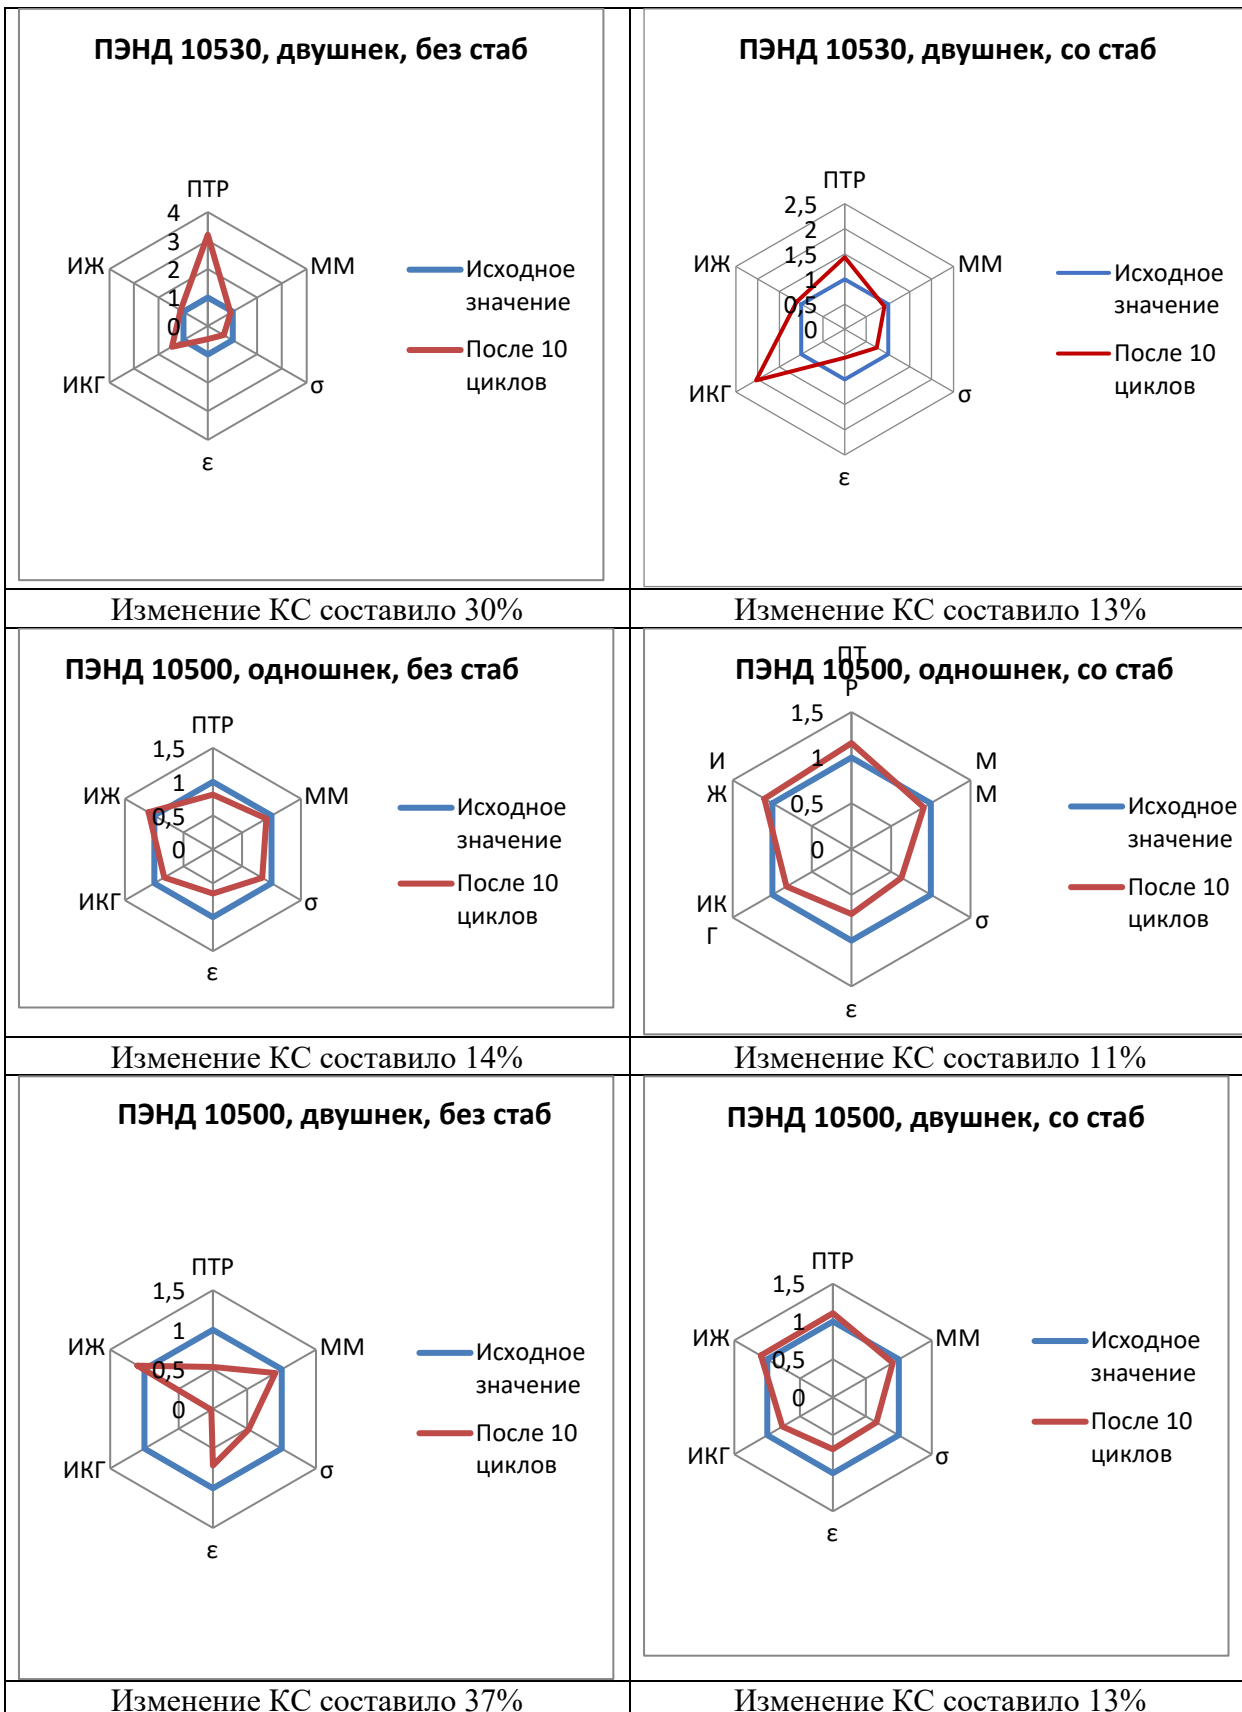 ПЭНД 10530, двушнек, без стаб
ПТР
4
3
2
1
0
ИЖ
ММ
ИКГ
σ
ε
Исходное
значение
После 10
циклов
ПЭНД 10530, двушнек, со стаб
ПТР
2,5
2
1,5
1
0,5
0
ИЖ
ММ
ИКГ
σ
ε
Исходное
значение
После 10
циклов
Изменение КС составило 30%
Изменение КС составило 13%
ПЭНД 10500, одношнек, без стаб
ПТР
1,5
1
0,5
0
ИЖ
ММ
ИКГ
σ
ε
Исходное
значение
После 10
циклов
ПЭНД 10500, одношнек, со стаб
ПТ
Р
1,5
1
0,5
0
И
Ж
М
М
ИК
Г
σ
ε
Исходное
значение
После 10
циклов
Изменение КС составило 14%
Изменение КС составило 11%
ПЭНД 10500, двушнек, без стаб
ПТР
1,5
1
0,5
0
ИЖ
ММ
ИКГ
σ
ε
Исходное
значение
После 10
циклов
ПЭНД 10500, двушнек, со стаб
ПТР
1,5
1
0,5
0
ИЖ
ММ
ИКГ
σ
ε
Исходное
значение
После 10
циклов
Изменение КС составило 37%
Изменение КС составило 13%